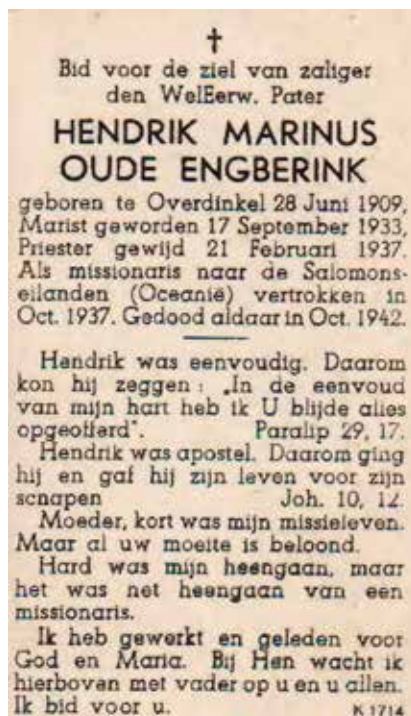 Bid voor de ziel van zaliger
den WelEerw. Pater
HENDRIK MARINUS
OUDE ENGBERINK
geboren te Overdinkel 28 Juni 1909,
Marist geworden 17 September 1933,
Priester gewijd 21 Februari 1937.
Als missionaris naar de Salomons-
eilanden (Oceanië) vertrokken in
Oct. 1937. Gedood aldaar in Oct. 1942.
Hendrik was eenvoudig. Daarom
kon hij zeggen: „In de eenvoud
van mijn hart heb ik U blijde alles
opgeofferd". Paralip 29, 17.
Hendrik was apostel. Daarom ging
hij en gaf hij zijn leven voor zijn
schapen Joh. 10, 12.
Moeder, kort was mijn missieleven.
Maar al uw moeite is beloond.
Hard was mijn heengaan, maar
het was het heengaan van een
missionaris.
Ik heb gewerkt en geleden voor
God en Maria. Bij Hen wacht ik
hierboven met vader op u en u allen.
Ik bid voor u. K 1714